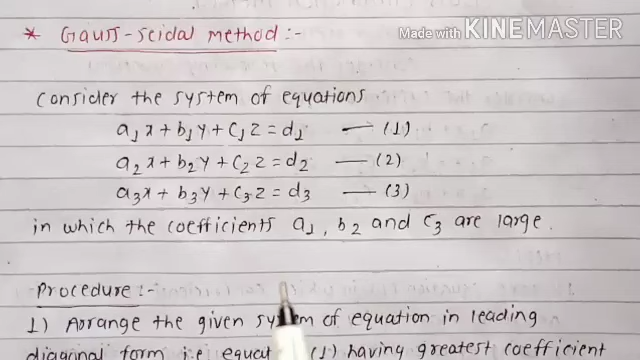 Made with KINEMASTER
* Gauss-seidal method :-
Consider the system of equations
a₁x + b₁y + c₁z = d₁ — (1)
a₂x + b₂y + c₂z = d₂ — (2)
a₃x + b₃y + c₃z = d₃ — (3)
in which the coefficients a₁, b₂ and c₃ are large.
Procedure :-
1) Arrange the given system of equation in leading
diagonal form i.e (1) having greatest coefficient